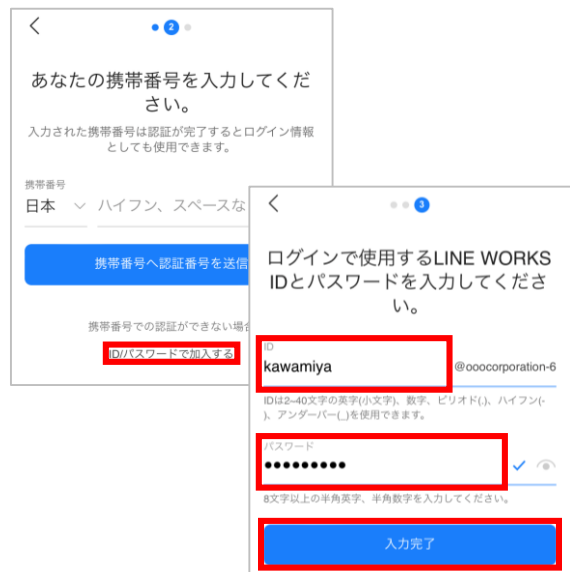 2
あなたの携帯番号を入力してくだ
さい。
入力された携帯番号は認証が完了するとログイン情報
としても使用できます。
携帯番号
日本 ハイフン、スペースな
携帯番号へ認証番号を送信
携帯番号での認証ができない場合
ID/パスワードで加入する
3
ログインで使用するLINE WORKS
IDとパスワードを入力してくださ
い。
ID
kawamiya @ooocorporation-6
IDは2~40文字の英字(小文字)、数字、ピリオド(.)、ハイフン(-
)、アンダーバー(_)を使用できます。
パスワード
●●●●●●●●●
8文字以上の半角英字、半角数字を入力してください。
入力完了